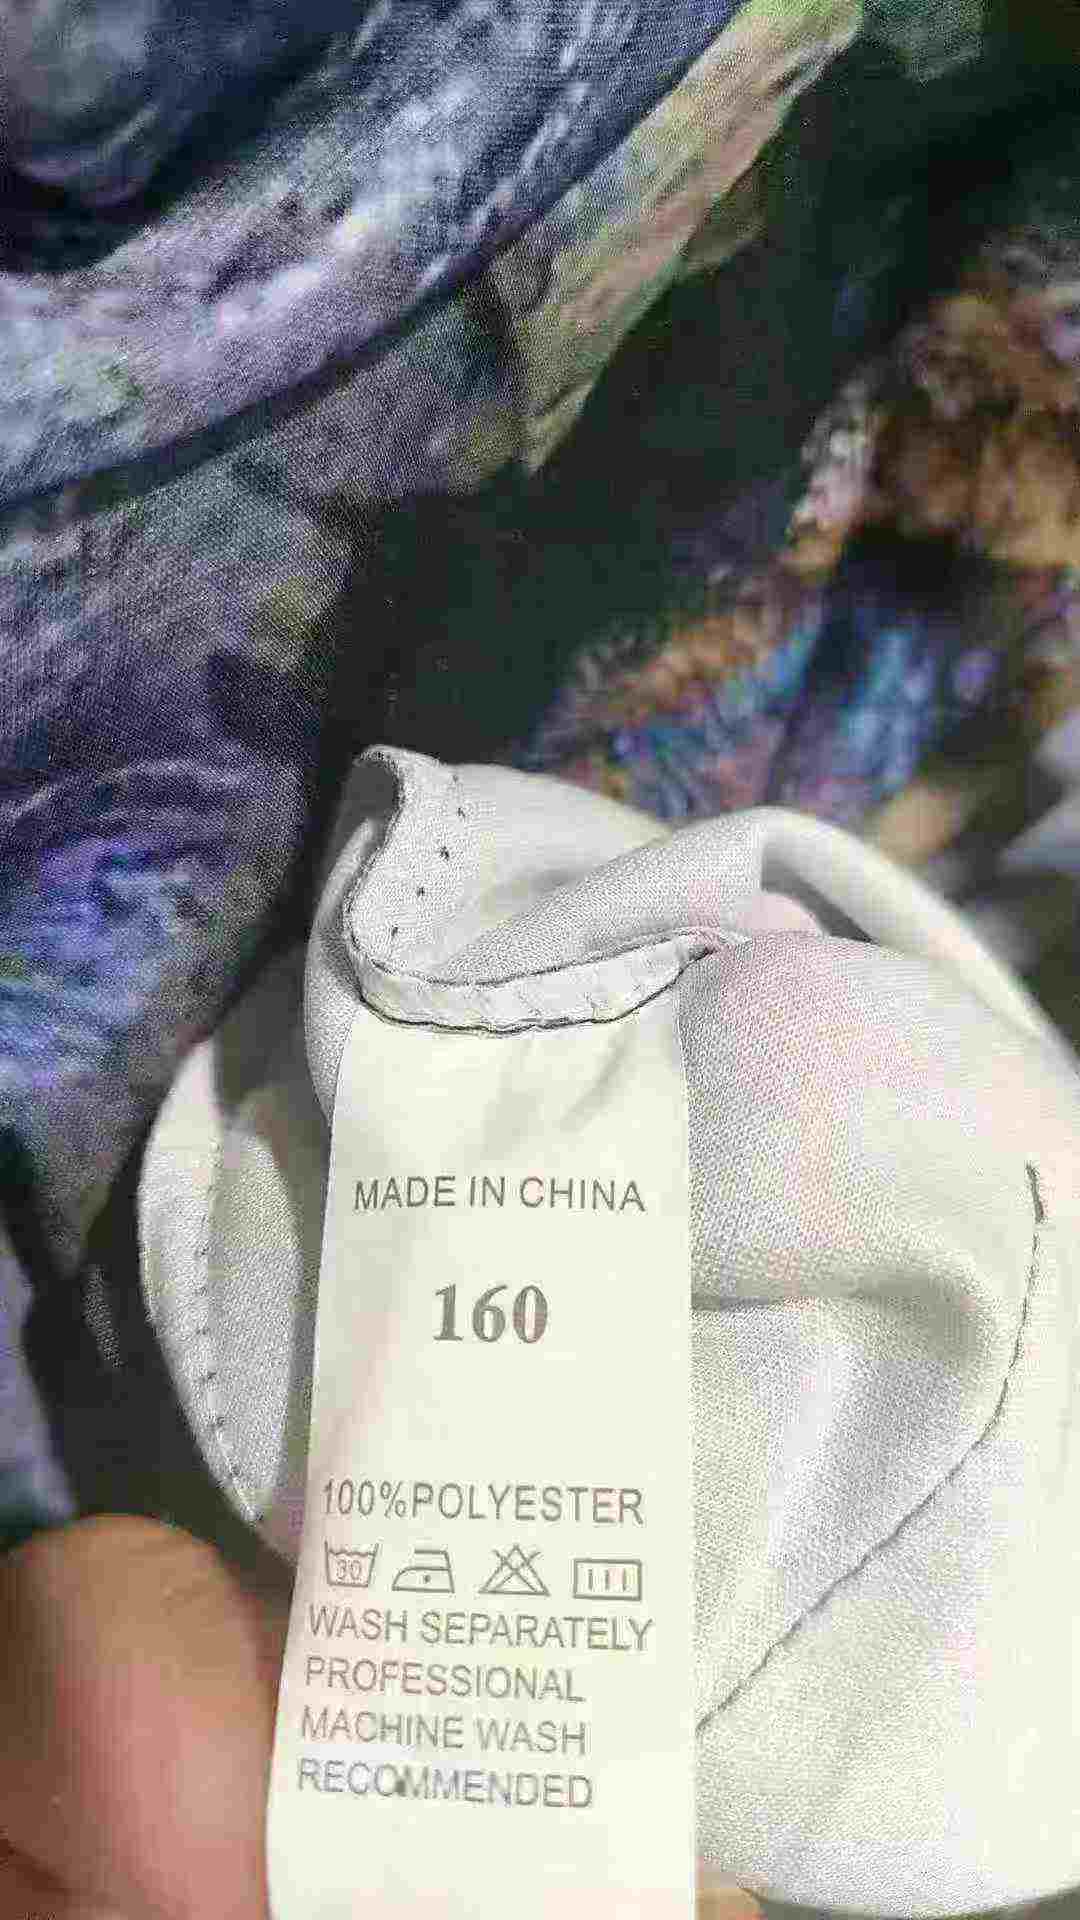 MADE IN CHINA
160
100%POLYESTER
30
WASH SEPARATELY
PROFESSIONAL
MACHINE WASH
RECOMMENDED